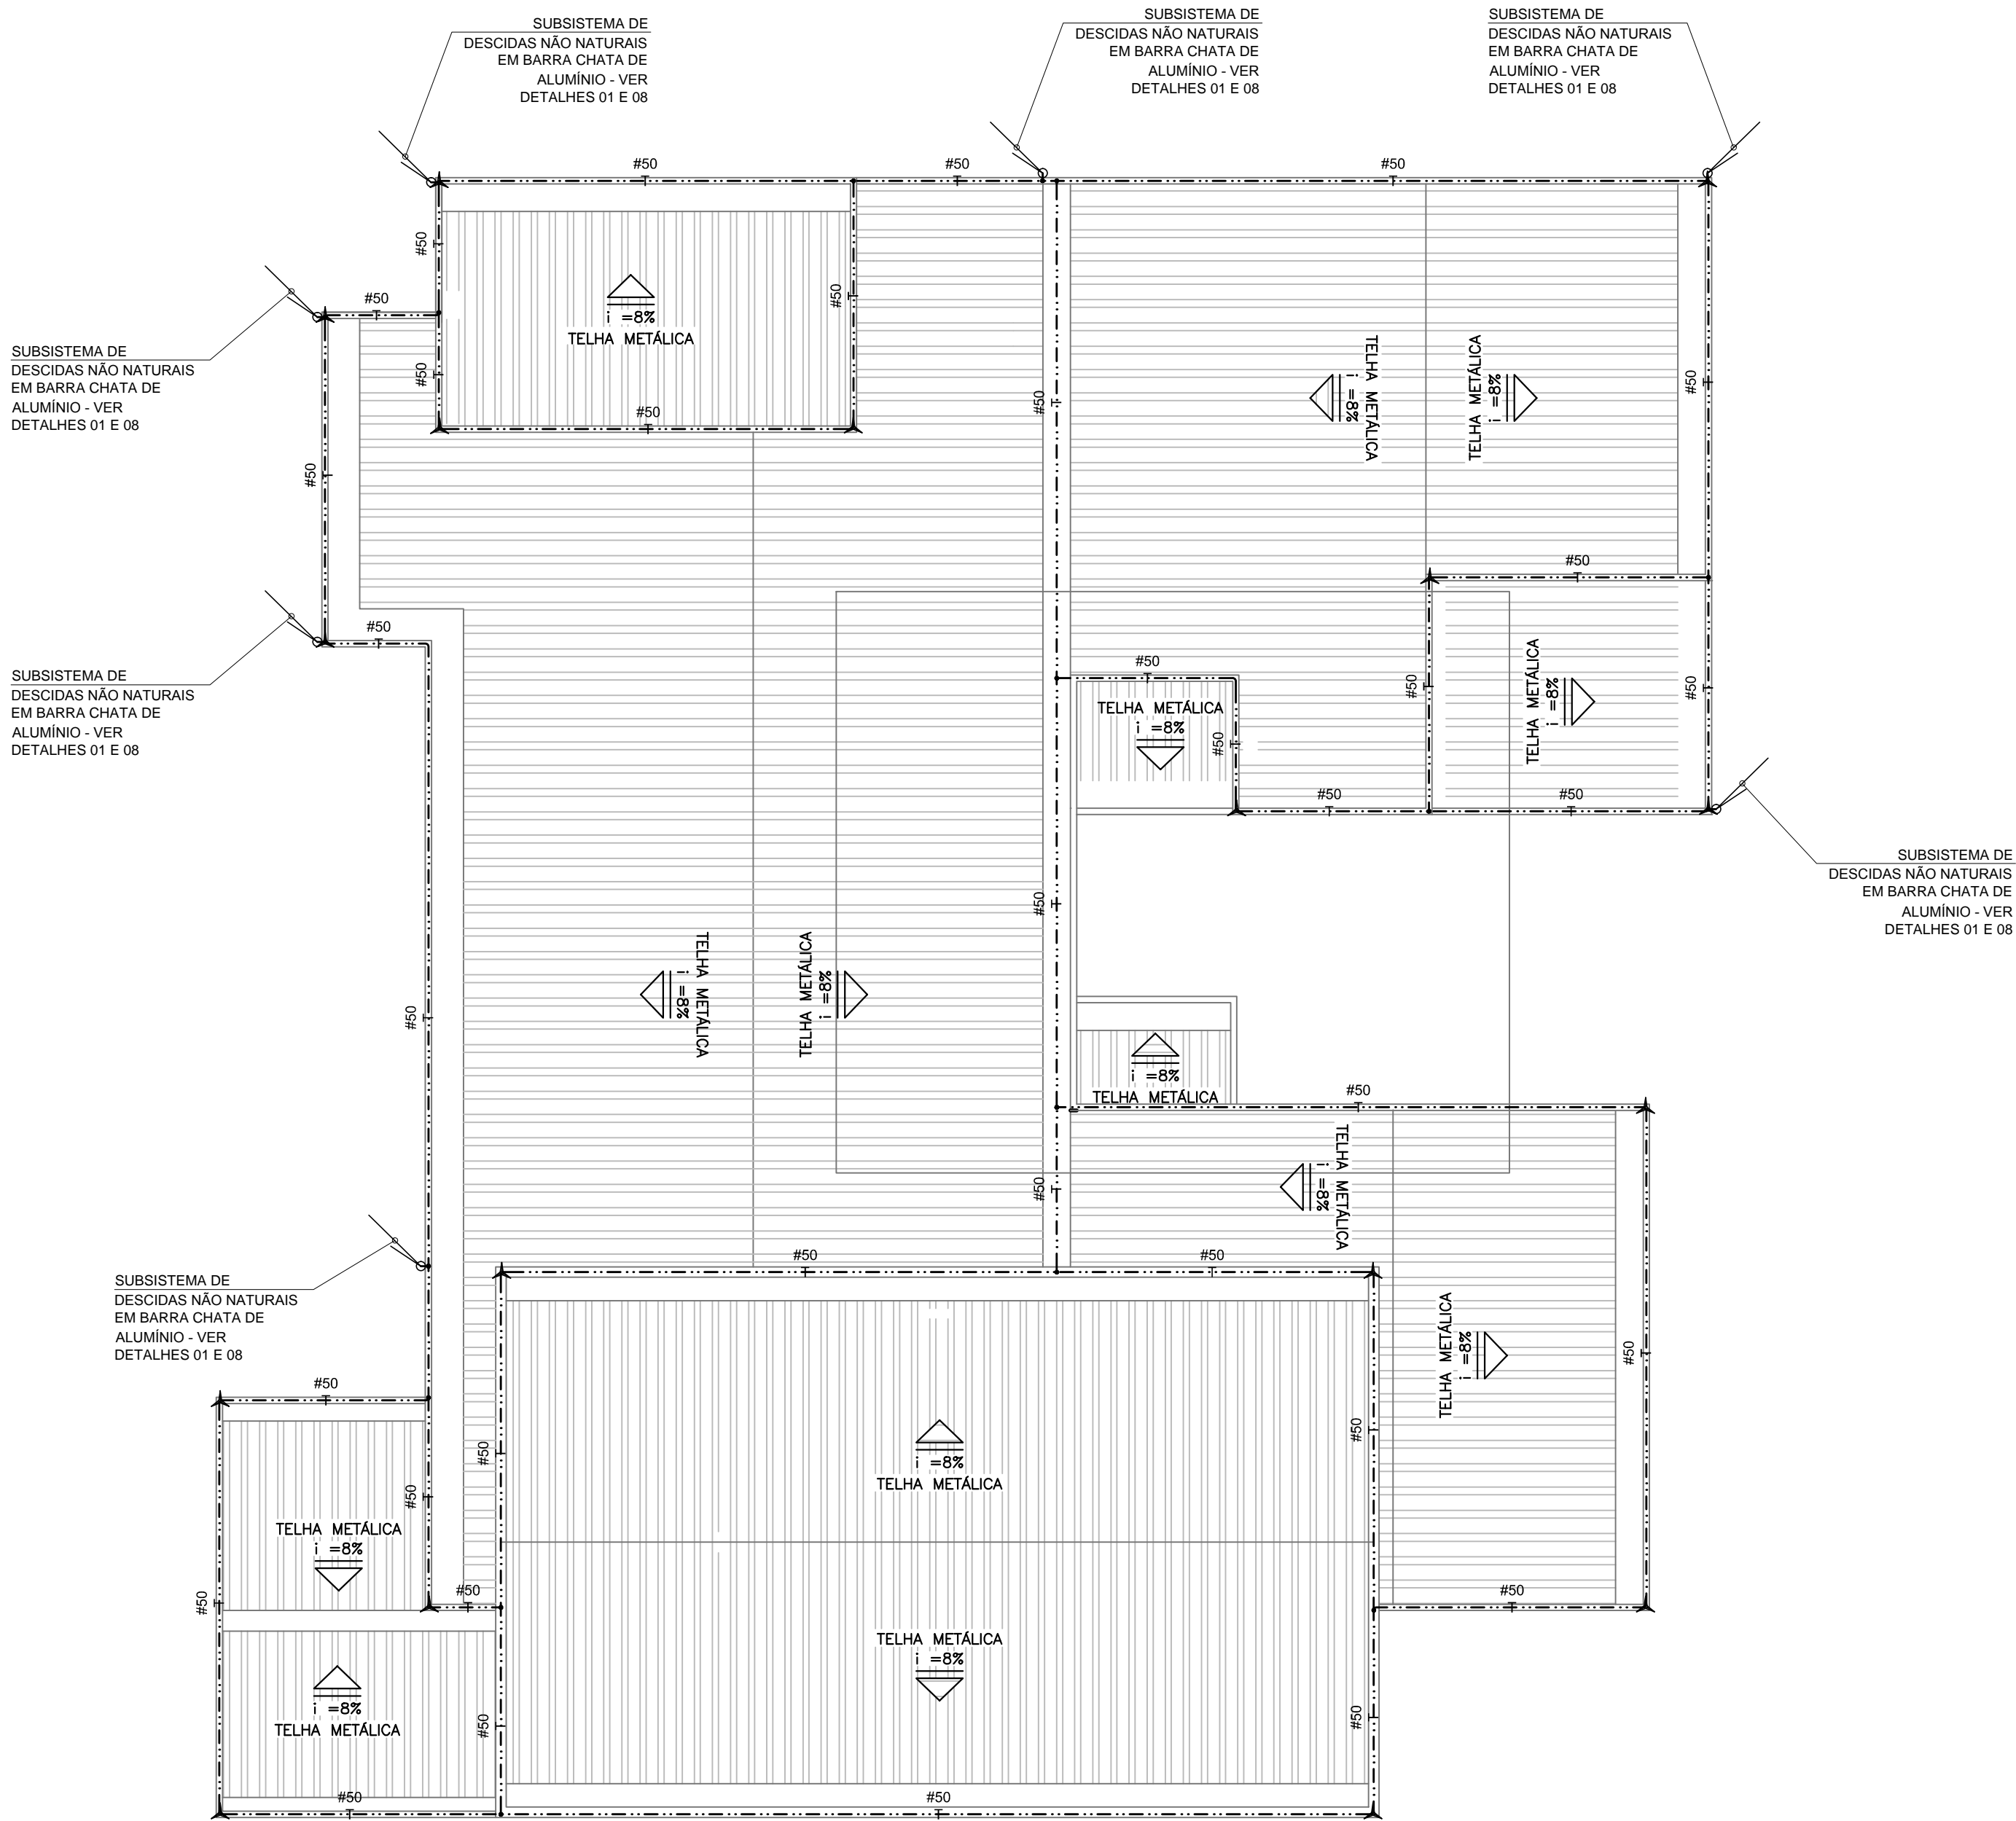 SUBSISTEMA DE
DESCIDAS NÃO NATURAIS
EM BARRA CHATA DE
ALUMÍNIO - VER
DETALHES 01 E 08
SUBSISTEMA DE
DESCIDAS NÃO NATURAIS
EM BARRA CHATA DE
ALUMÍNIO - VER
DETALHES 01 E 08
SUBSISTEMA DE
DESCIDAS NÃO NATURAIS
EM BARRA CHATA DE
ALUMÍNIO - VER
DETALHES 01 E 08
#50
#50
#50
#50
#50
#50
i =8%
TELHA METÁLICA
SUBSISTEMA DE
DESCIDAS NÃO NATURAIS
EM BARRA CHATA DE
ALUMÍNIO - VER
DETALHES 01 E 08
#50
#50
#50
TELHA METÁLICA
i =8%
TELHA METÁLICA
i =8%
#50
#50
#50
#50
#50
SUBSISTEMA DE
DESCIDAS NÃO NATURAIS
EM BARRA CHATA DE
ALUMÍNIO - VER
DETALHES 01 E 08
#50
TELHA METÁLICA
i =8%
#50
#50
TELHA METÁLICA
i =8%
#50
#50
#50
SUBSISTEMA DE
DESCIDAS NÃO NATURAIS
EM BARRA CHATA DE
ALUMÍNIO - VER
DETALHES 01 E 08
#50
TELHA METÁLICA
i =8%
TELHA METÁLICA
i =8%
#50
i =8%
TELHA METÁLICA
#50
TELHA METÁLICA
i =8%
#50
#50
#50
SUBSISTEMA DE
DESCIDAS NÃO NATURAIS
EM BARRA CHATA DE
ALUMÍNIO - VER
DETALHES 01 E 08
TELHA METÁLICA
i =8%
#50
#50
#50
#50
i =8%
TELHA METÁLICA
#50
TELHA METÁLICA
i =8%
#50
#50
#50
TELHA METÁLICA
i =8%
i =8%
TELHA METÁLICA
#50
#50
#50
#50